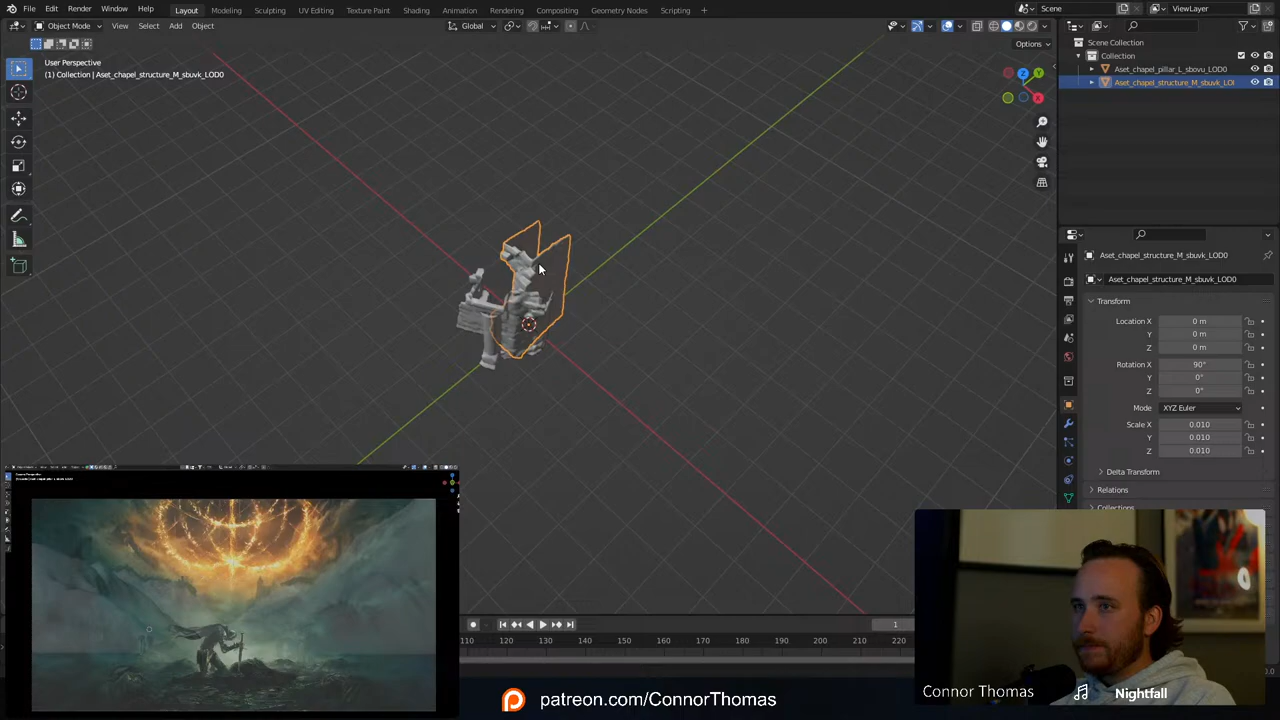 File Edit Render Window Help Layout Modeling Sculpting UV Editing Texture Paint Shading Animation Rendering Compositing Geometry Nodes Scripting + Scene ViewLayer
Object Mode View Select Add Object Global
Options
User Perspective
(1) Collection | Aset_chapel_structure_M_sbuvk_LOD0
Z
Y
X
Scene Collection
Collection
Aset_chapel_pillar_L_sbovu_LOD0
Aset_chapel_structure_M_sbuvk_LO
Aset_chapel_structure_M_sbuvk_LOD0
Aset_chapel_structure_M_sbuvk_LOD0
Transform
Location X 0 m
Y 0 m
Z 0 m
Rotation X 90°
Y 0°
Z 0°
Mode XYZ Euler
Scale X 0.010
Y 0.010
Z 0.010
Delta Transform
Relations
Collections
1
110 120 130 140 150 160 170 180 190 200 210 220
patreon.com/ConnorThomas
Connor Thomas Nightfall